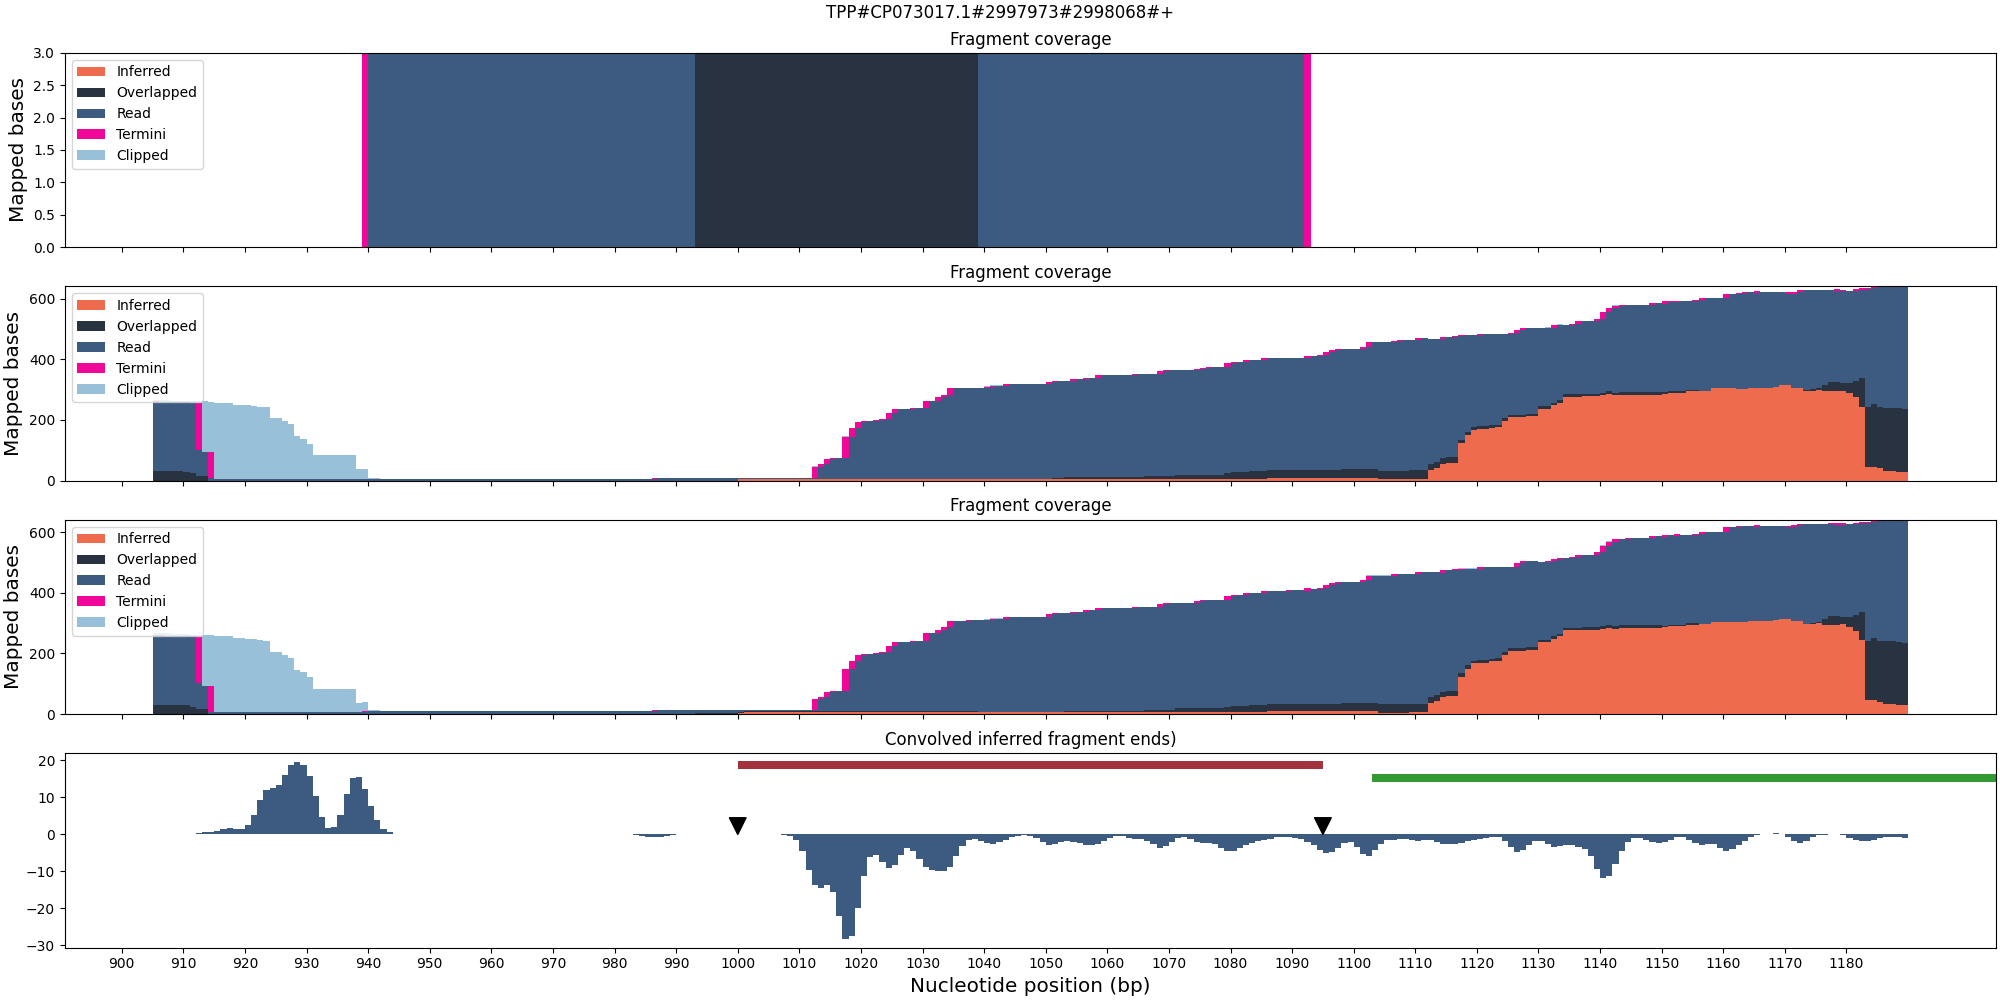 TPP#CP073017.1#2997973#2998068#+
Fragment coverage
Mapped bases
3.0
2.5
2.0
1.5
1.0
0.5
0.0
Inferred
Overlapped
Read
Termini
Clipped
Fragment coverage
Mapped bases
600
400
200
0
Inferred
Overlapped
Read
Termini
Clipped
Fragment coverage
Mapped bases
600
400
200
0
Inferred
Overlapped
Read
Termini
Clipped
Convolved inferred fragment ends)
20
10
0
−10
−20
−30
900 910 920 930 940 950 960 970 980 990 1000 1010 1020 1030 1040 1050 1060 1070 1080 1090 1100 1110 1120 1130 1140 1150 1160 1170 1180
Nucleotide position (bp)